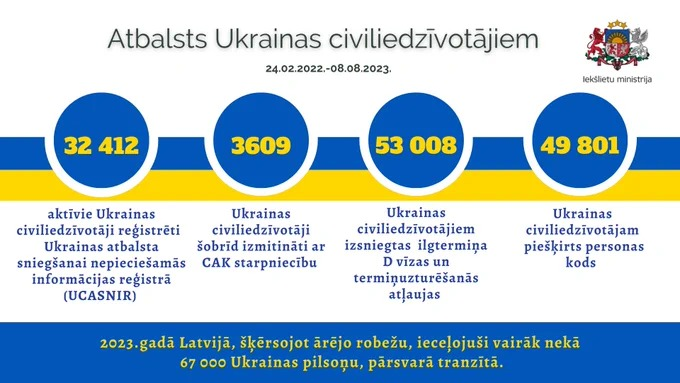 Atbalsts Ukrainas civiliedzīvotājiem
24.02.2022.-08.08.2023.
Iekšlietu ministrija
32 412
3609
53 008
49 801
aktīvie Ukrainas
civiliedzīvotāji reģistrēti
Ukrainas atbalsta
sniegšanai nepieciešamās
informācijas reģistrā
(UCASNIR)
Ukrainas
civiliedzīvotāji
šobrīd izmitināti ar
CAK starpniecību
Ukrainas
civiliedzīvotājiem
izsniegtas ilgtermiņa
D vīzas un
termiņuzturēšanās
atļaujas
Ukrainas
civiliedzīvotājam
piešķirts personas
kods
2023.gadā Latvijā, šķērsojot ārējo robežu, ieceļojuši vairāk nekā
67 000 Ukrainas pilsoņu, pārsvarā tranzītā.